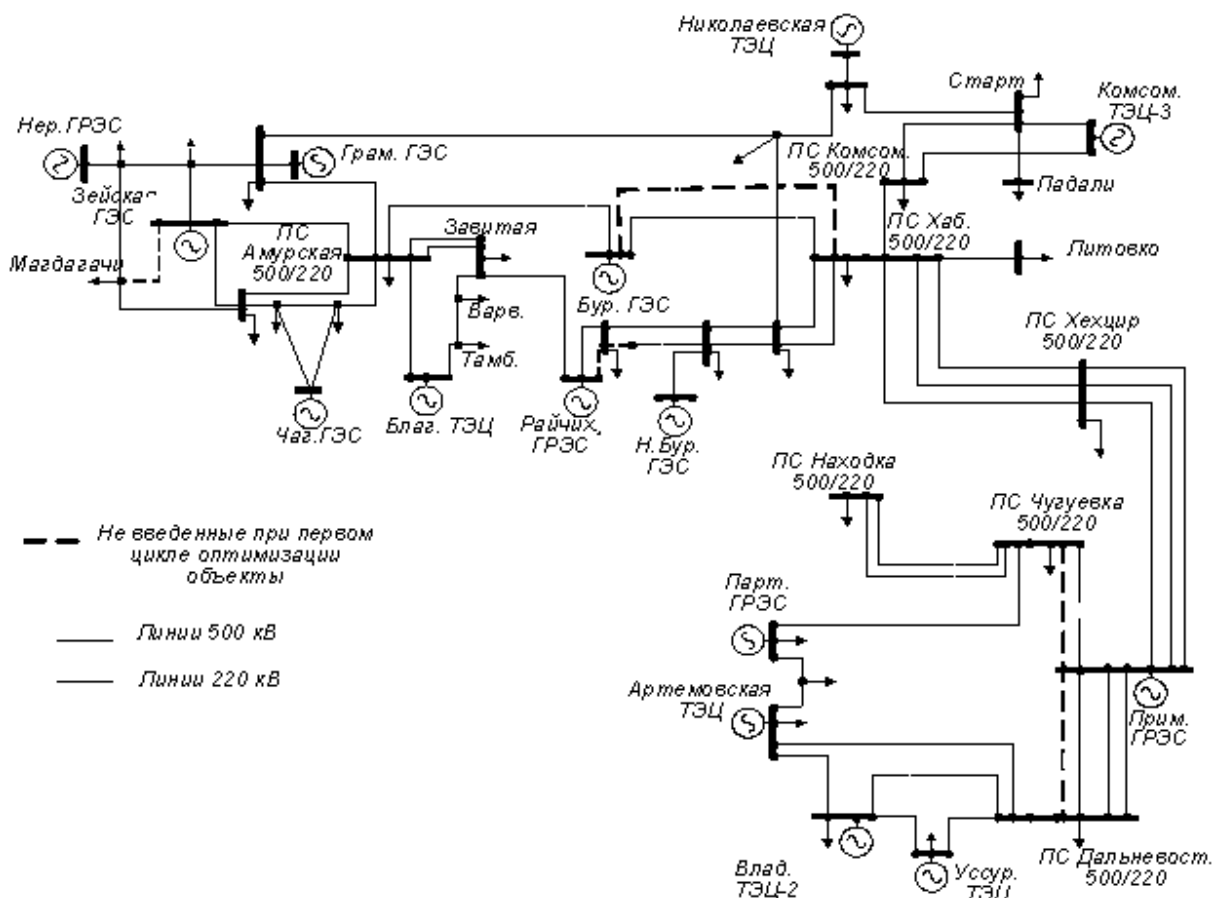 Николаевская
ТЭЦ
Старт
Комсом.
ТЭЦ-3
Нер.ГРЭС
Грам. ГЭС
ПС Комсом.
500/220
Падали
Зейская
ГЭС
ПС
Амурская
500/220
Завитая
ПС Хаб.
500/220
Литовко
Магдагачи
Бур. ГЭС
Варв.
Тамб.
ПС Хехцир
500/220
Чаг.ГЭС
Благ. ТЭЦ
Райчих.
ГРЭС
Н.Бур.
ГЭС
ПС Находка
500/220
ПС Чугуевка
500/220
Не введенные при первом
цикле оптимизации
объекты
Парт.
ГРЭС
Линии 500 кВ
Линии 220 кВ
Артемовская
ТЭЦ
Прим.
ГРЭС
Влад.
ТЭЦ-2
Уссур.
ТЭЦ
ПС Дальневост.
500/220